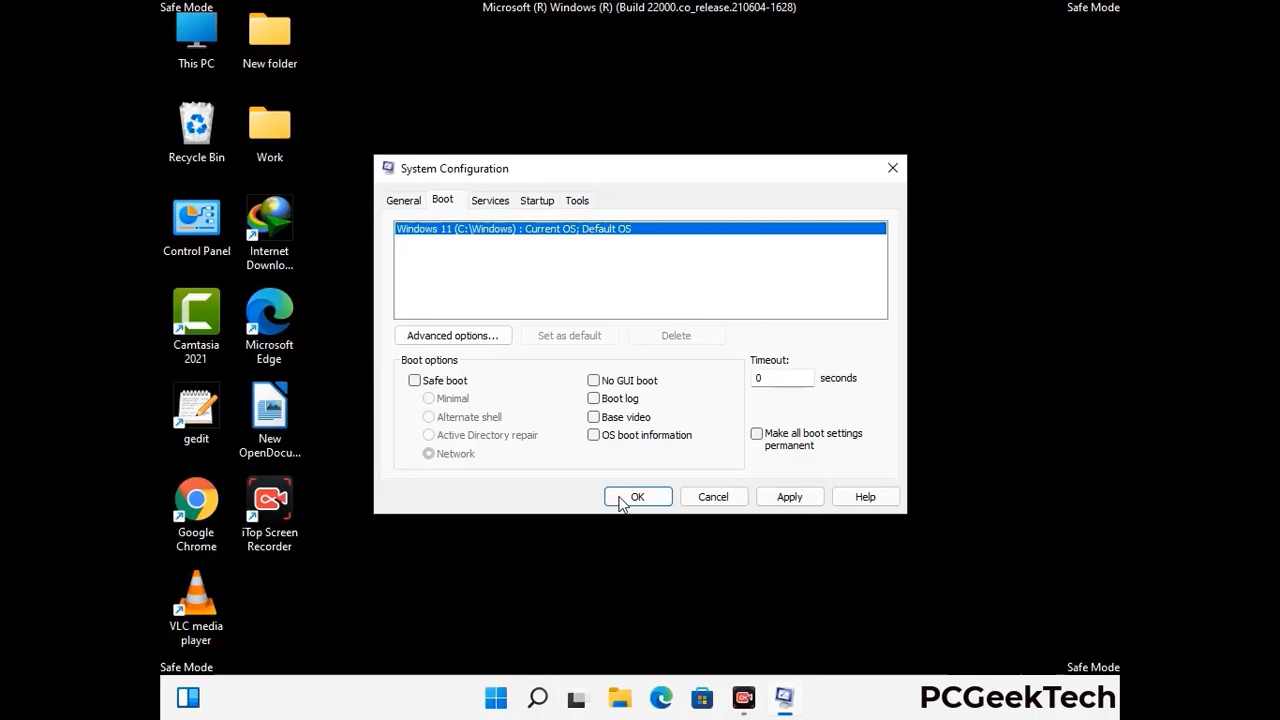 Safe Mode
Microsoft (R) Windows (R) (Build 22000.co_release.210604-1628)
Safe Mode
This PC
New folder
Recycle Bin
Work
Control Panel
Internet
Downlo...
Camtasia
2021
Microsoft
Edge
gedit
New
OpenDocu...
Google
Chrome
iTop Screen
Recorder
VLC media
player
System Configuration
General
Boot
Services
Startup
Tools
Windows 11 (C:\Windows) : Current OS; Default OS
Advanced options...
Set as default
Delete
Boot options
Safe boot
Minimal
Alternate shell
Active Directory repair
Network
No GUI boot
Boot log
Base video
OS boot information
Timeout:
0 seconds
Make all boot settings
permanent
OK
Cancel
Apply
Help
Safe Mode
Safe Mode
PCGeekTech